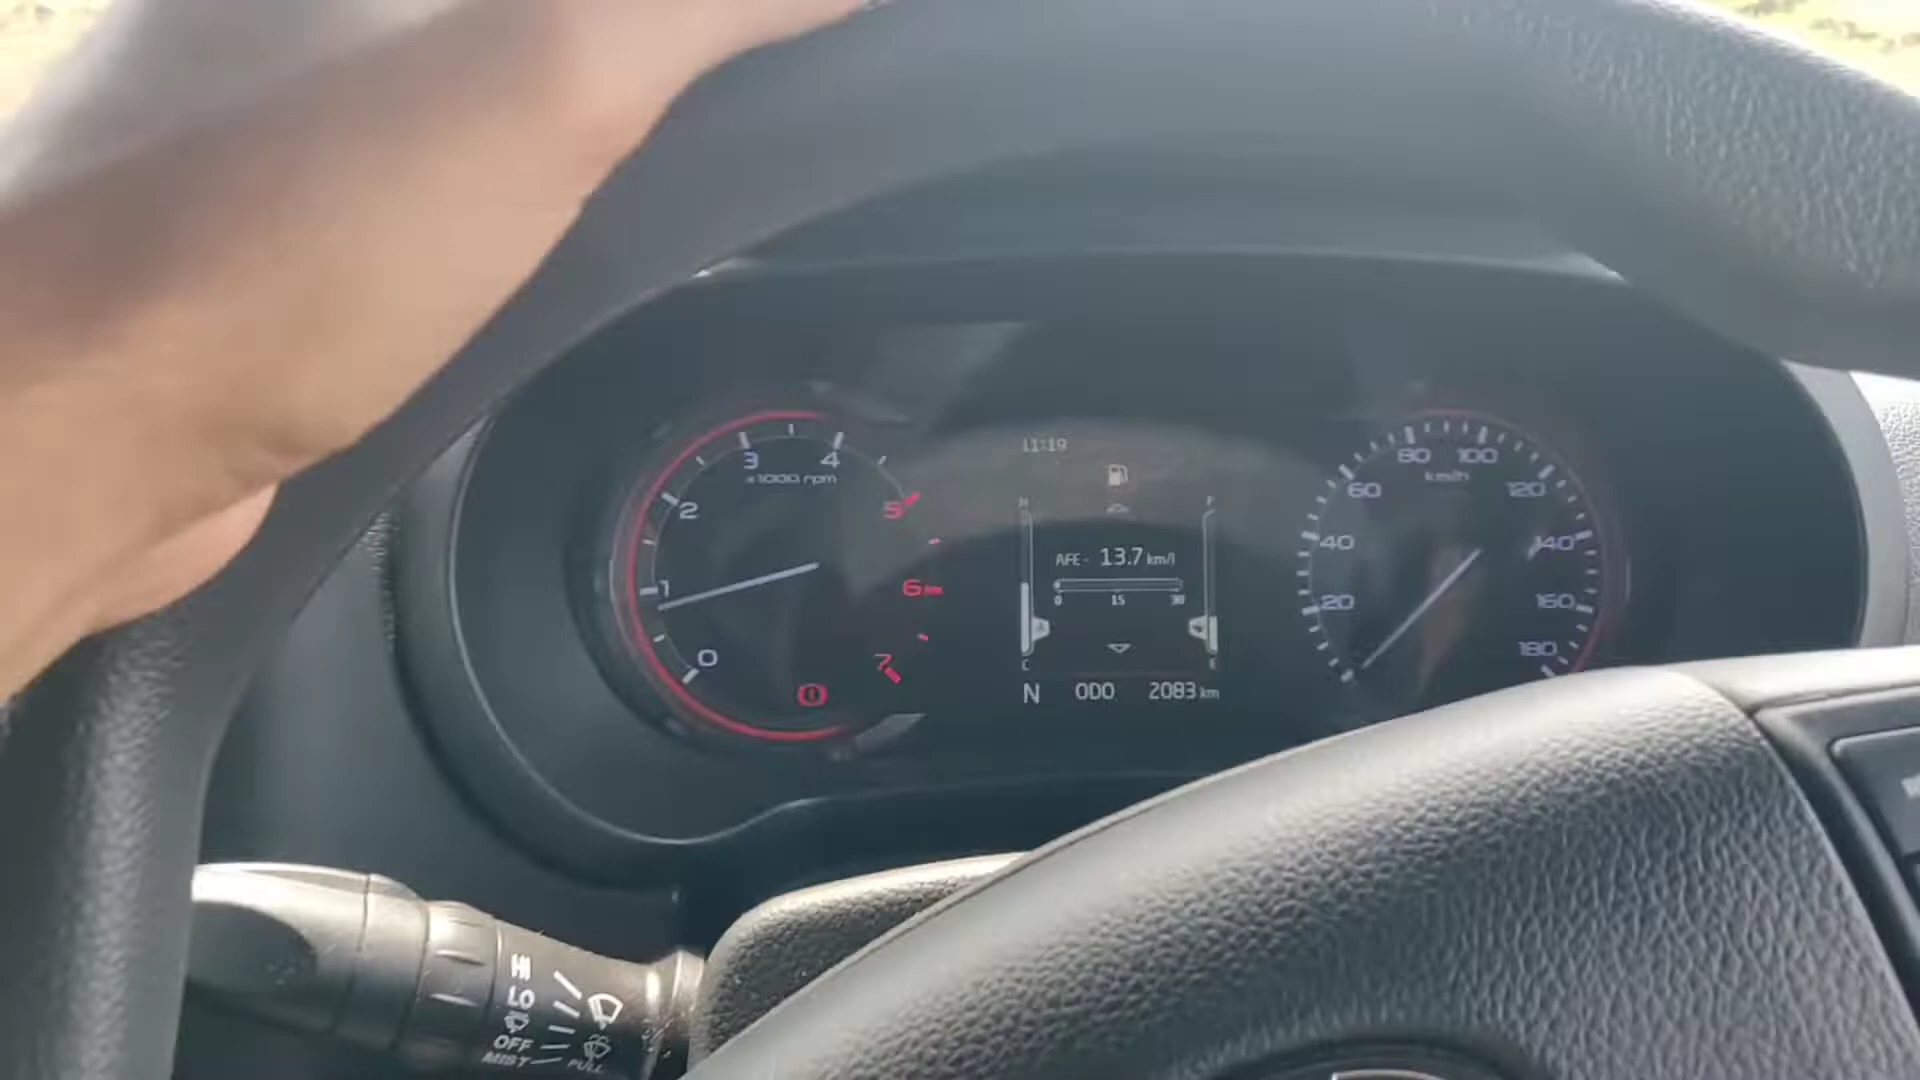 3 4
x1000 rpm
2
5
1
6
0
7
11:19
H F
AFE - 13.7 km/l
0 15 30
C E
N ODO 2083 km
80 100
km/h
60 120
40 140
20 160
180
HI
LO
OFF
MIST PULL